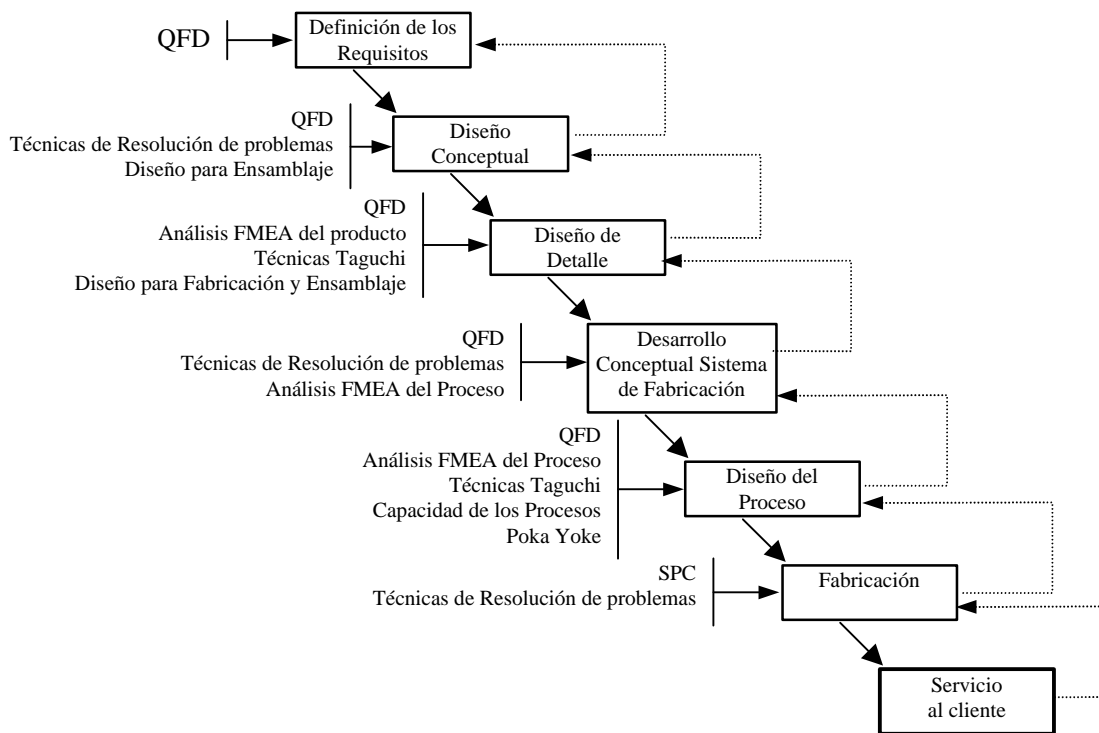 QFD
Definición de los
Requisitos
QFD
Técnicas de Resolución de problemas
Diseño para Ensamblaje
Diseño
Conceptual
QFD
Análisis FMEA del producto
Técnicas Taguchi
Diseño para Fabricación y Ensamblaje
Diseño de
Detalle
QFD
Técnicas de Resolución de problemas
Análisis FMEA del Proceso
Desarrollo
Conceptual Sistema
de Fabricación
QFD
Análisis FMEA del Proceso
Técnicas Taguchi
Capacidad de los Procesos
Poka Yoke
Diseño del
Proceso
SPC
Técnicas de Resolución de problemas
Fabricación
Servicio
al cliente